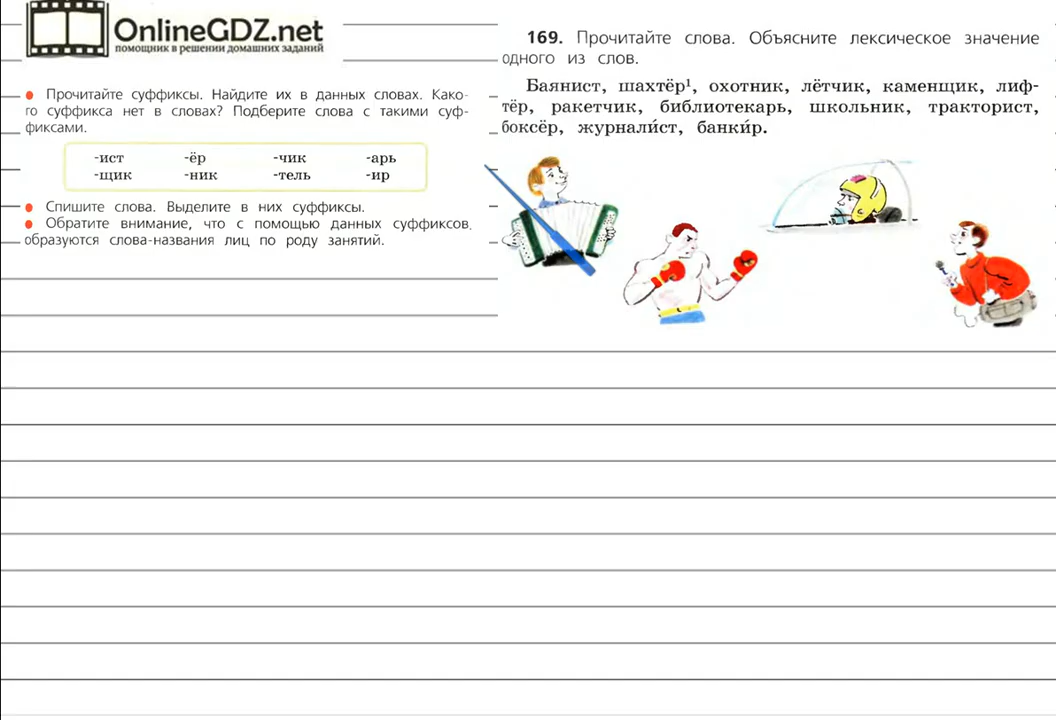 OnlineGDZ.net
помощник в решении домашних заданий
• Прочитайте суффиксы. Найдите их в данных словах. Како-
го суффикса нет в словах? Подберите слова с такими суф-
фиксами.
-ист -ёр -чик -арь
-щик -ник -тель -ир
• Спишите слова. Выделите в них суффиксы.
• Обратите внимание, что с помощью данных суффиксов
образуются слова-названия лиц по роду занятий.
169. Прочитайте слова. Объясните лексическое значение
одного из слов.
Баянист, шахтёр¹, охотник, лётчик, каменщик, лиф-
тёр, ракетчик, библиотекарь, школьник, тракторист,
боксёр, журнали́ст, банки́р.